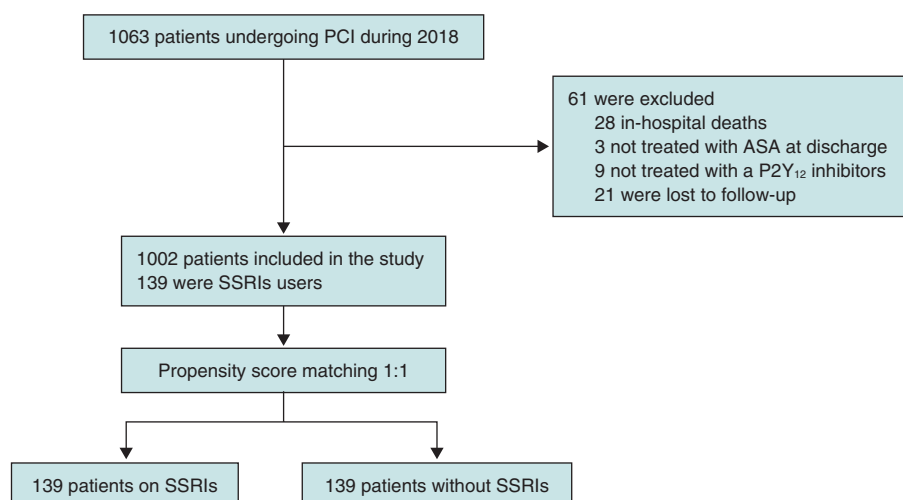 1063 patients undergoing PCI during 2018
61 were excluded
28 in-hospital deaths
3 not treated with ASA at discharge
9 not treated with a P2Y₁₂ inhibitors
21 were lost to follow-up
1002 patients included in the study
139 were SSRIs users
Propensity score matching 1:1
139 patients on SSRIs
139 patients without SSRIs